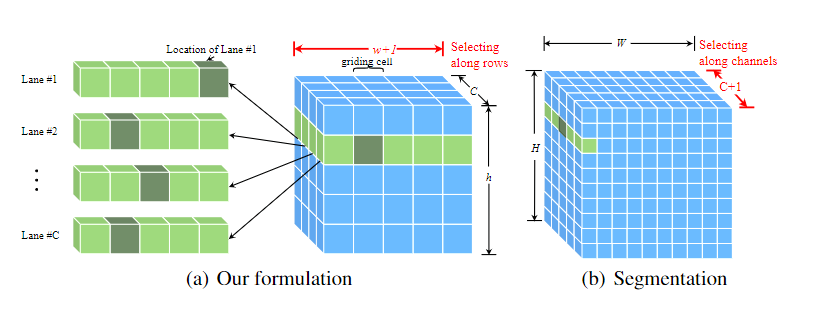 Location of Lane #1
Lane #1
Lane #2
Lane #C
w+1
griding cell
Selecting
along rows
C
h
(a) Our formulation
W
Selecting
along channels
C+1
H
(b) Segmentation